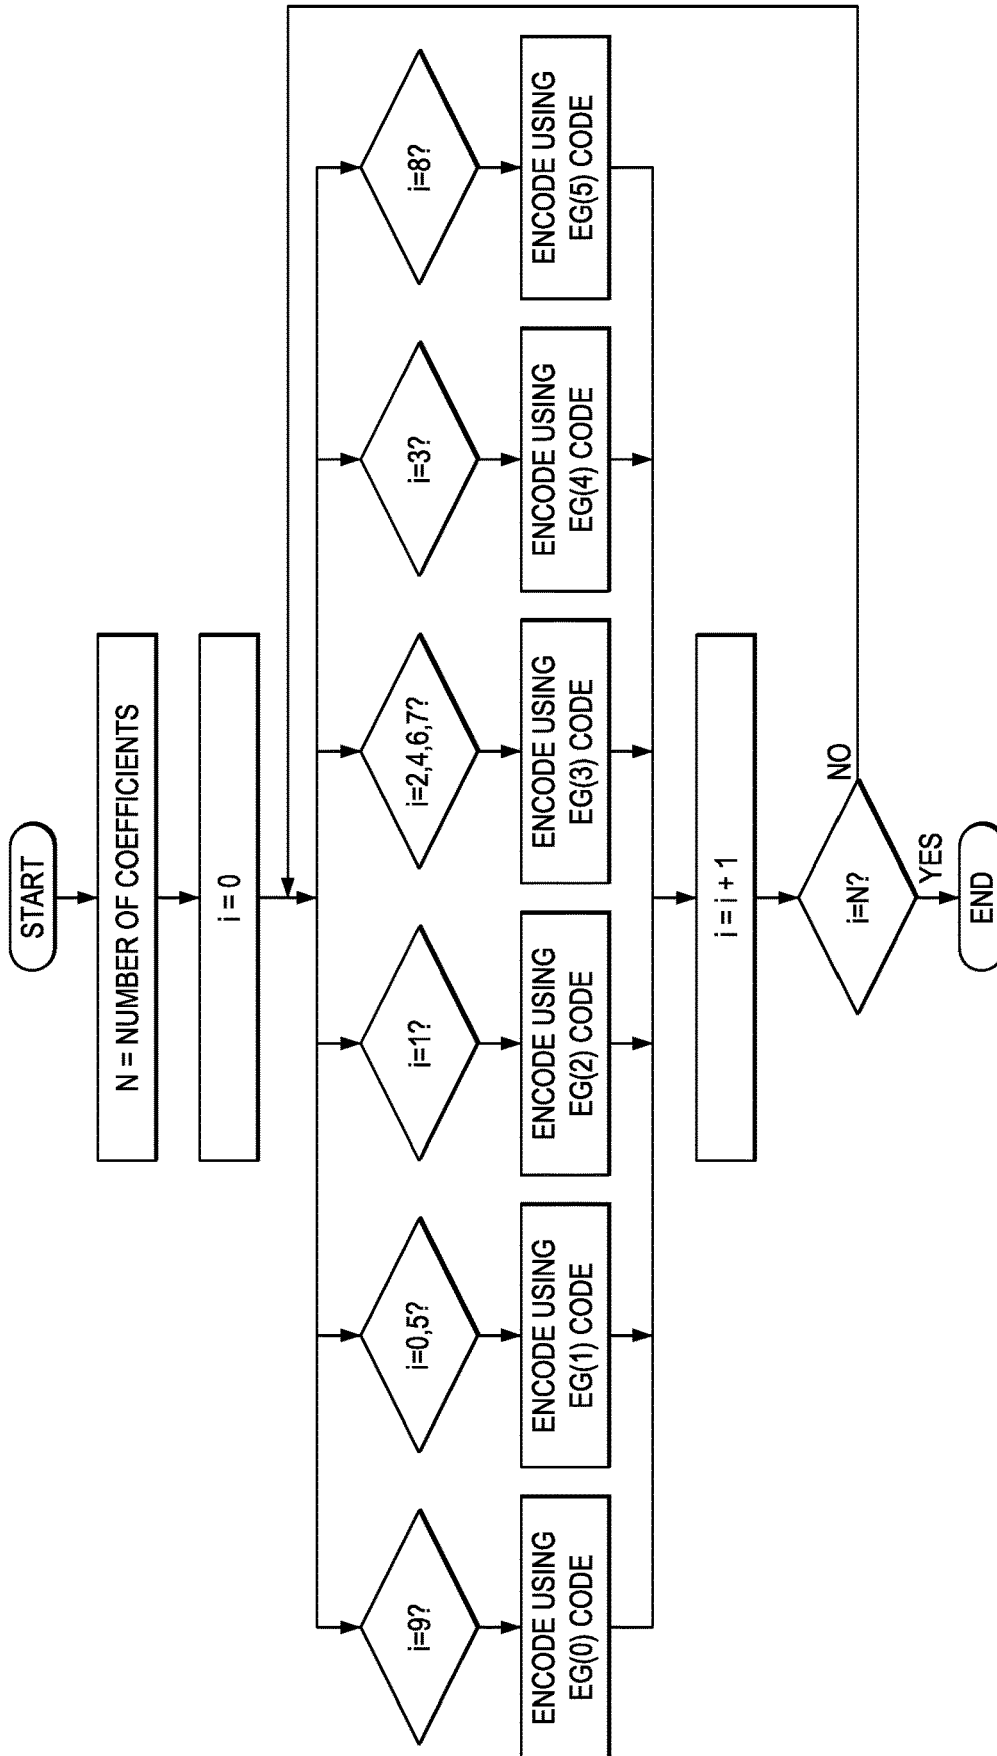 START
N = NUMBER OF COEFFICIENTS
i = 0
i=9?
i=0,5?
i=1?
i=2,4,6,7?
i=3?
i=8?
ENCODE USING
EG(0) CODE
ENCODE USING
EG(1) CODE
ENCODE USING
EG(2) CODE
ENCODE USING
EG(3) CODE
ENCODE USING
EG(4) CODE
ENCODE USING
EG(5) CODE
i = i + 1
i=N?
NO
YES
END